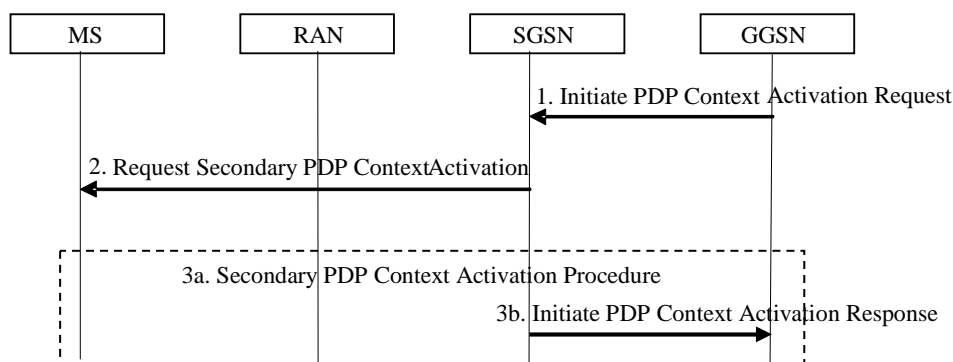 MS RAN SGSN GGSN
1. Initiate PDP Context Activation Request
2. Request Secondary PDP ContextActivation
3a. Secondary PDP Context Activation Procedure
3b. Initiate PDP Context Activation Response